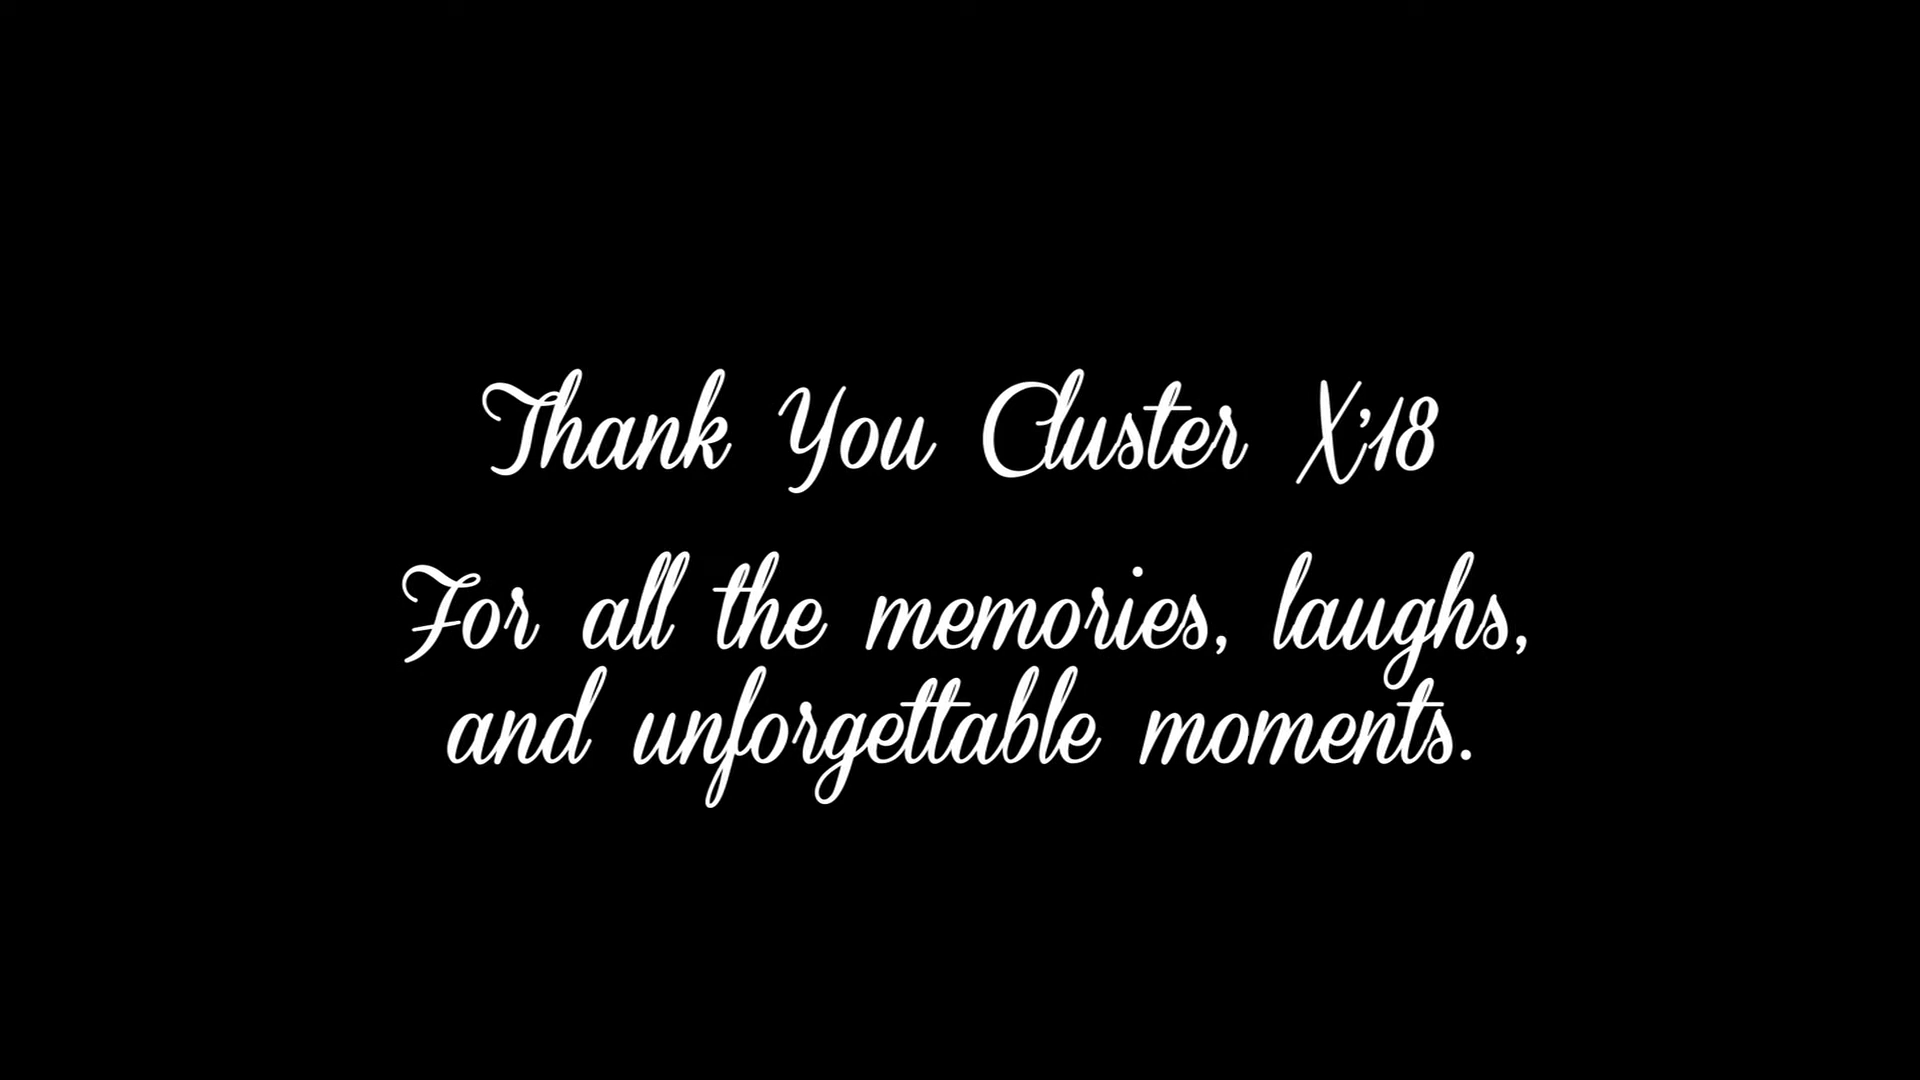 Thank You Cluster X'18
For all the memories, laughs,
and unforgettable moments.